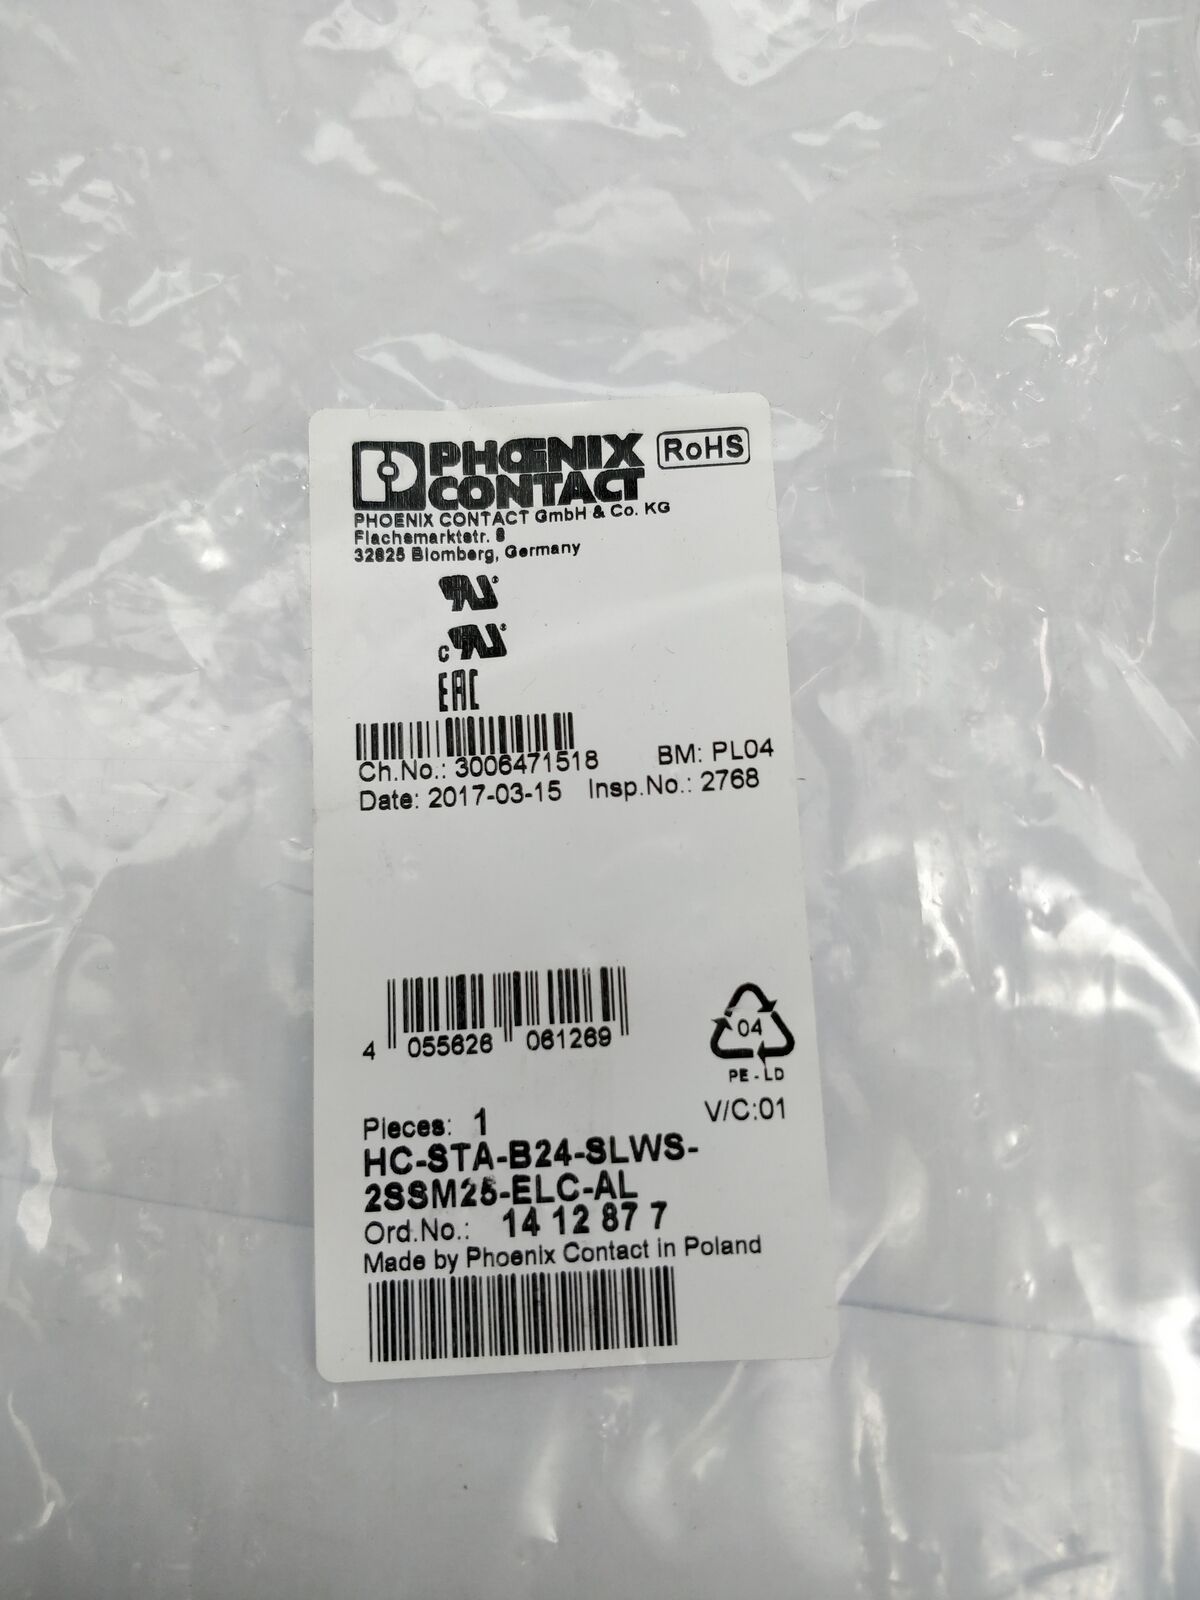 PHOENIX RoHS
CONTACT
PHOENIX CONTACT GmbH & Co. KG
Flachsmarktstr. 8
32825 Blomberg, Germany
c
EAC
Ch.No.: 3006471518 BM: PL04
Date: 2017-03-15 Insp.No.: 2768
4 055626 061269
04
PE-LD
Pieces: 1 V/C:01
HC-STA-B24-SLWS-
2SSM25-ELC-AL
Ord.No.: 14 12 87 7
Made by Phoenix Contact in Poland